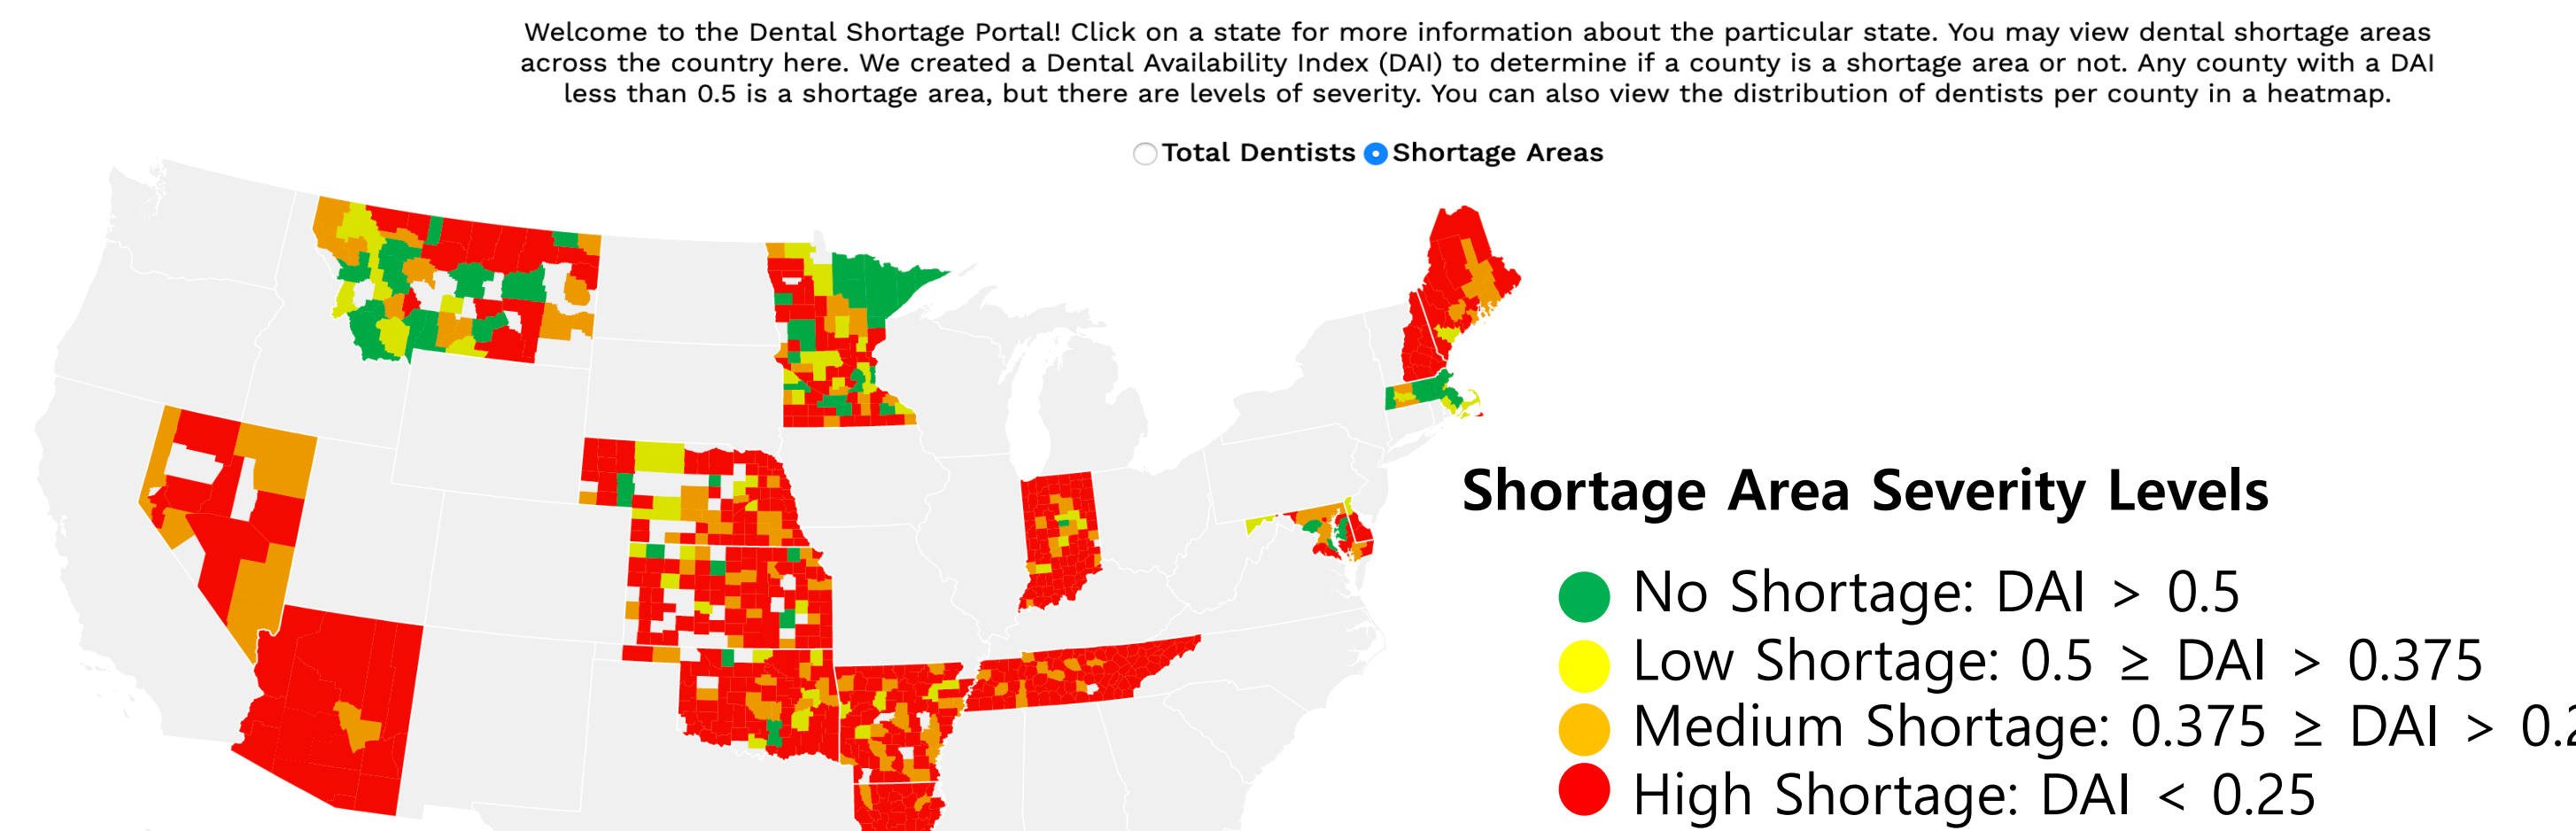 Welcome to the Dental Shortage Portal! Click on a state for more information about the particular state. You may view dental shortage areas
across the country here. We created a Dental Availability Index (DAI) to determine if a county is a shortage area or not. Any county with a DAI
less than 0.5 is a shortage area, but there are levels of severity. You can also view the distribution of dentists per county in a heatmap.
Total Dentists Shortage Areas
Shortage Area Severity Levels
No Shortage: DAI > 0.5
Low Shortage: 0.5 ≥ DAI > 0.375
Medium Shortage: 0.375 ≥ DAI >
High Shortage: DAI < 0.25